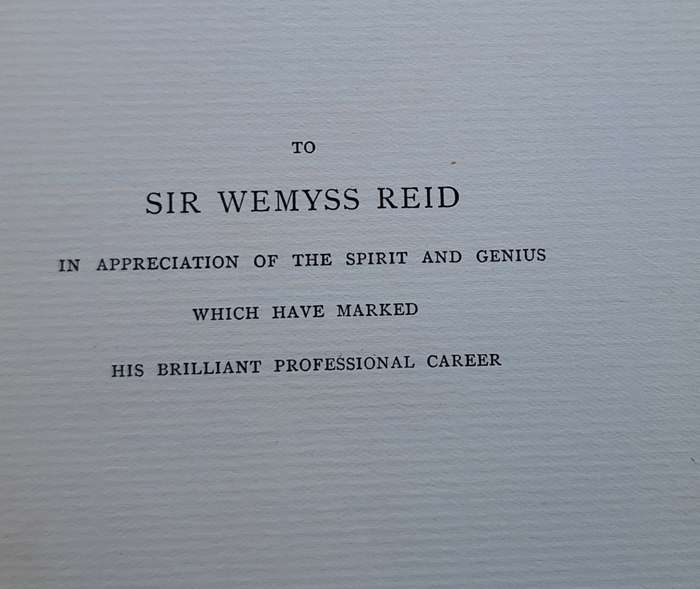 TO
SIR WEMYSS REID
IN APPRECIATION OF THE SPIRIT AND GENIUS
WHICH HAVE MARKED
HIS BRILLIANT PROFESSIONAL CAREER